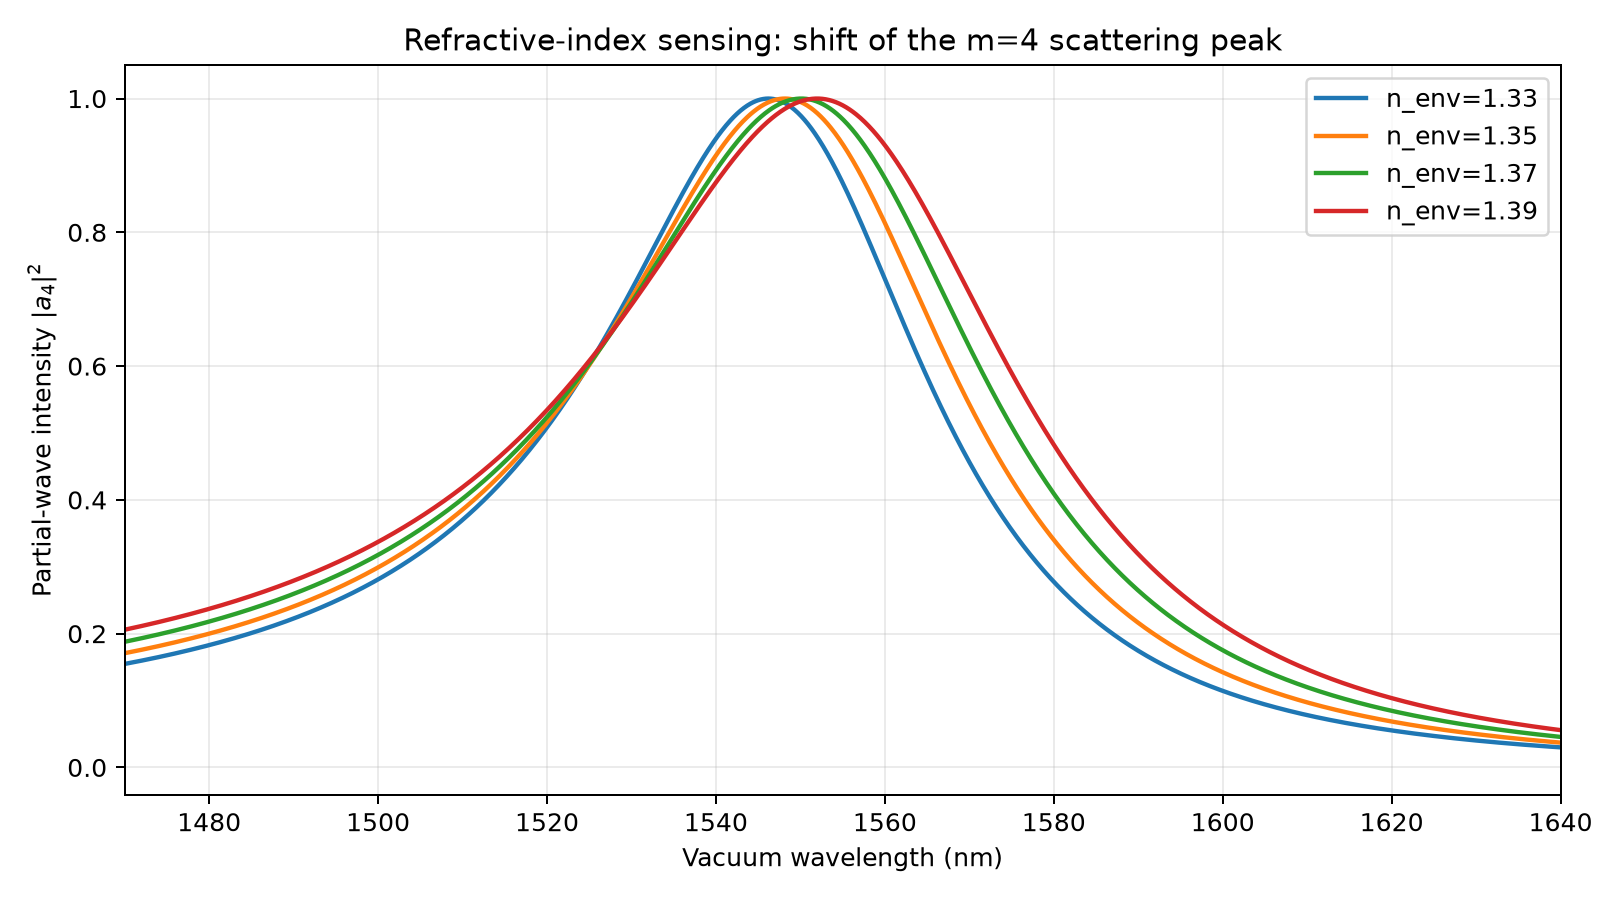 Refractive-index sensing: shift of the m=4 scattering peak
n_env=1.33
n_env=1.35
n_env=1.37
n_env=1.39
Partial-wave intensity |a₄|²
1.0
0.8
0.6
0.4
0.2
0.0
1480 1500 1520 1540 1560 1580 1600 1620 1640
Vacuum wavelength (nm)